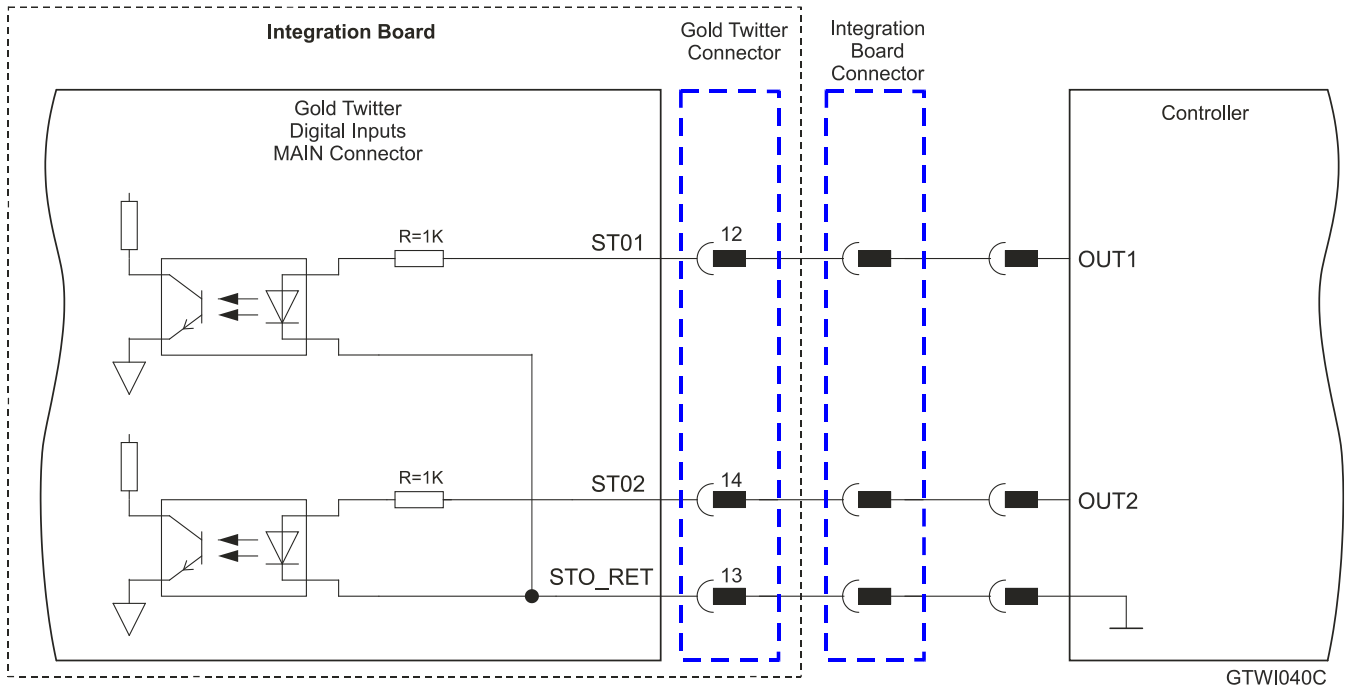 Integration Board
Gold Twitter
Connector
Integration
Board
Connector
Gold Twitter
Digital Inputs
MAIN Connector
Controller
R=1K
ST01
12
OUT1
R=1K
ST02
14
OUT2
STO_RET
13
GTWI040C